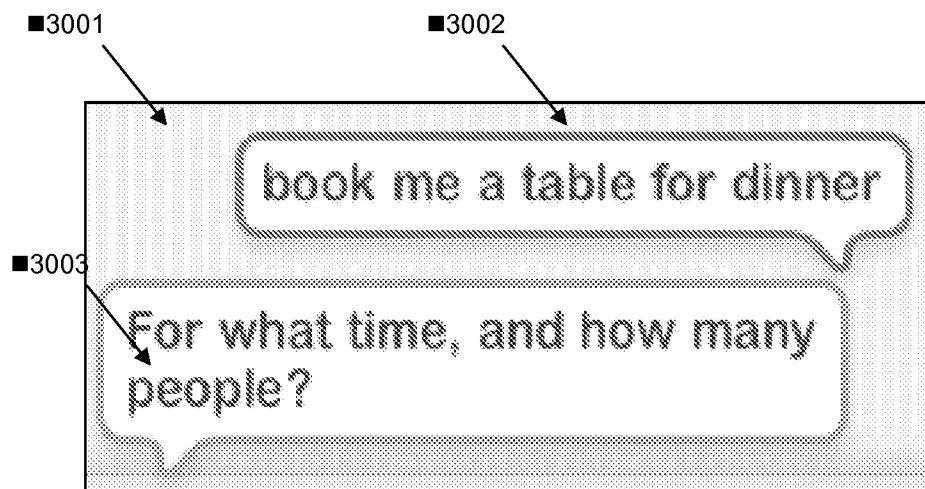 ■3001
■3002
book me a table for dinner
■3003
For what time, and how many
people?